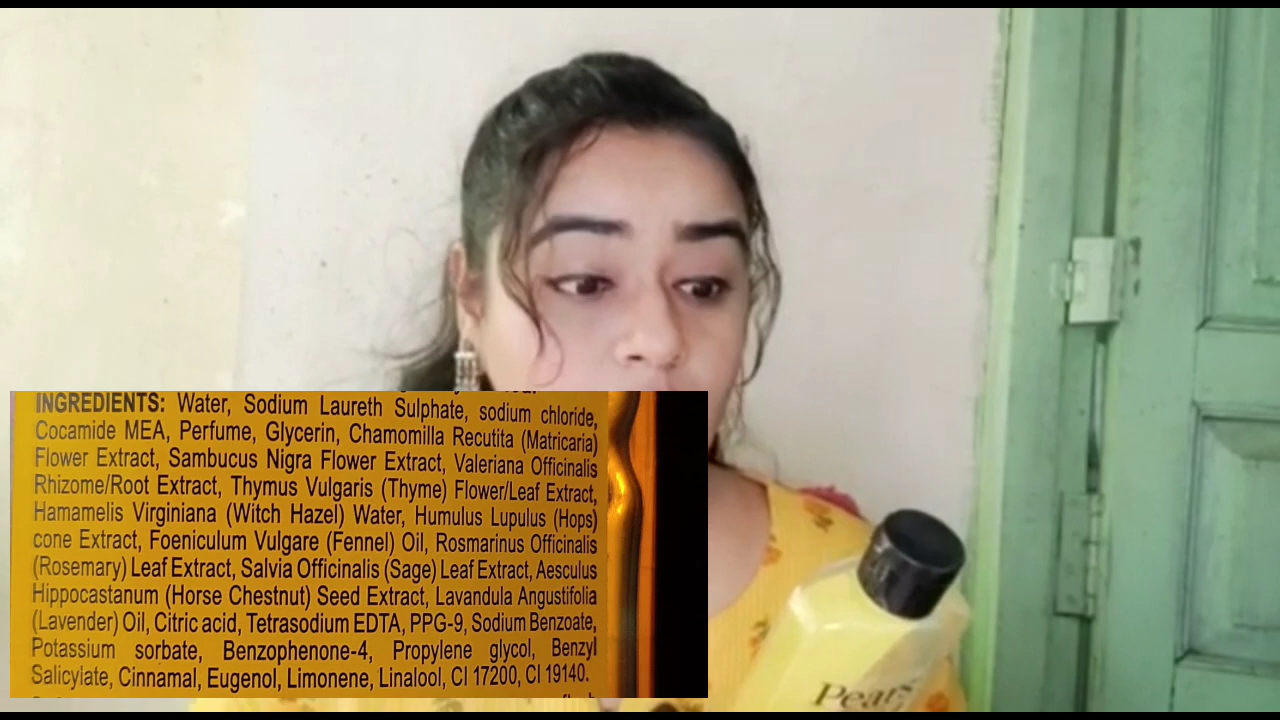 INGREDIENTS: Water, Sodium Laureth Sulphate, sodium chloride,
Cocamide MEA, Perfume, Glycerin, Chamomilla Recutita (Matricaria)
Flower Extract, Sambucus Nigra Flower Extract, Valeriana Officinalis
Rhizome/Root Extract, Thymus Vulgaris (Thyme) Flower/Leaf Extract,
Hamamelis Virginiana (Witch Hazel) Water, Humulus Lupulus (Hops)
cone Extract, Foeniculum Vulgare (Fennel) Oil, Rosmarinus Officinalis
(Rosemary) Leaf Extract, Salvia Officinalis (Sage) Leaf Extract, Aesculus
Hippocastanum (Horse Chestnut) Seed Extract, Lavandula Angustifolia
(Lavender) Oil, Citric acid, Tetrasodium EDTA, PPG-9, Sodium Benzoate,
Potassium sorbate, Benzophenone-4, Propylene glycol, Benzyl
Salicylate, Cinnamal, Eugenol, Limonene, Linalool, CI 17200, CI 19140.
Pears